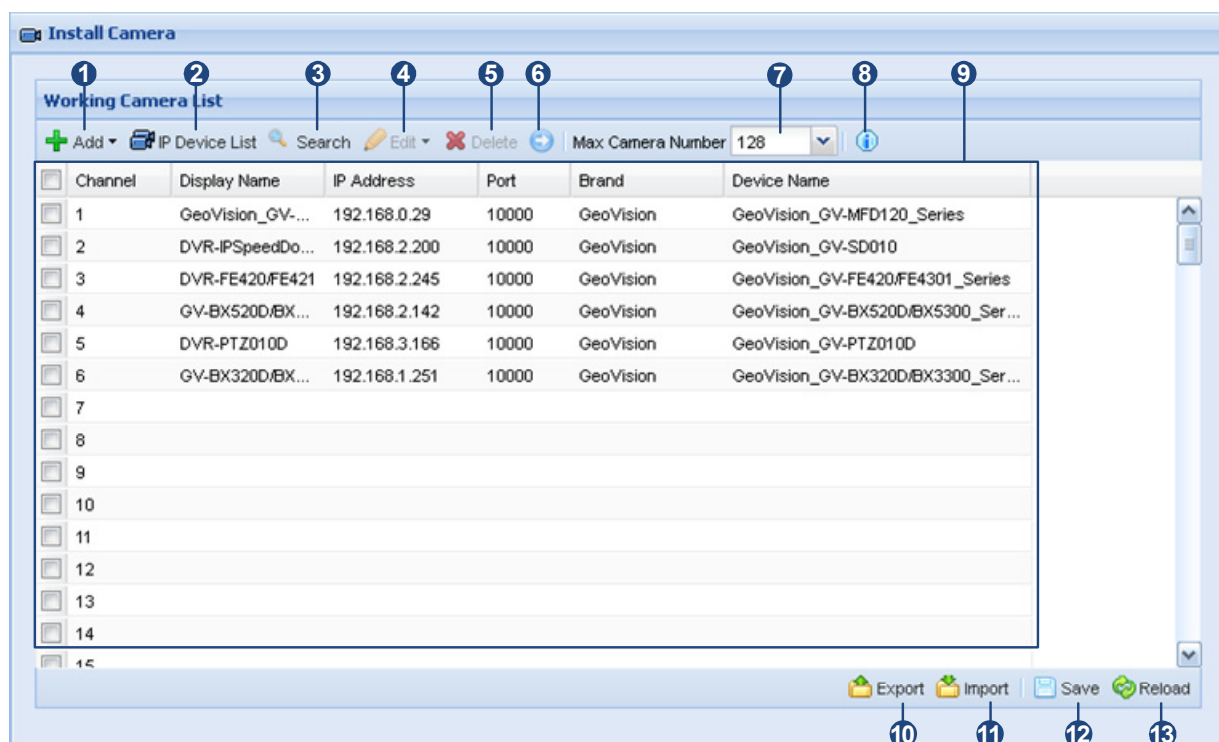 Install Camera
1 2 3 4 5 6 7 8 9
Working Camera List
Add IP Device List Search Edit Delete Max Camera Number 128
Channel Display Name IP Address Port Brand Device Name
1 GeoVision_GV-... 192.168.0.29 10000 GeoVision GeoVision_GV-MFD120_Series
2 DVR-IPSpeedDo... 192.168.2.200 10000 GeoVision GeoVision_GV-SD010
3 DVR-FE420/FE421 192.168.2.245 10000 GeoVision GeoVision_GV-FE420/FE4301_Series
4 GV-BX520D/BX... 192.168.2.142 10000 GeoVision GeoVision_GV-BX520D/BX5300_Ser...
5 DVR-PTZ010D 192.168.3.166 10000 GeoVision GeoVision_GV-PTZ010D
6 GV-BX320D/BX... 192.168.1.251 10000 GeoVision GeoVision_GV-BX320D/BX3300_Ser...
7
8
9
10
11
12
13
14
15
Export Import Save Reload
10 11 12 13